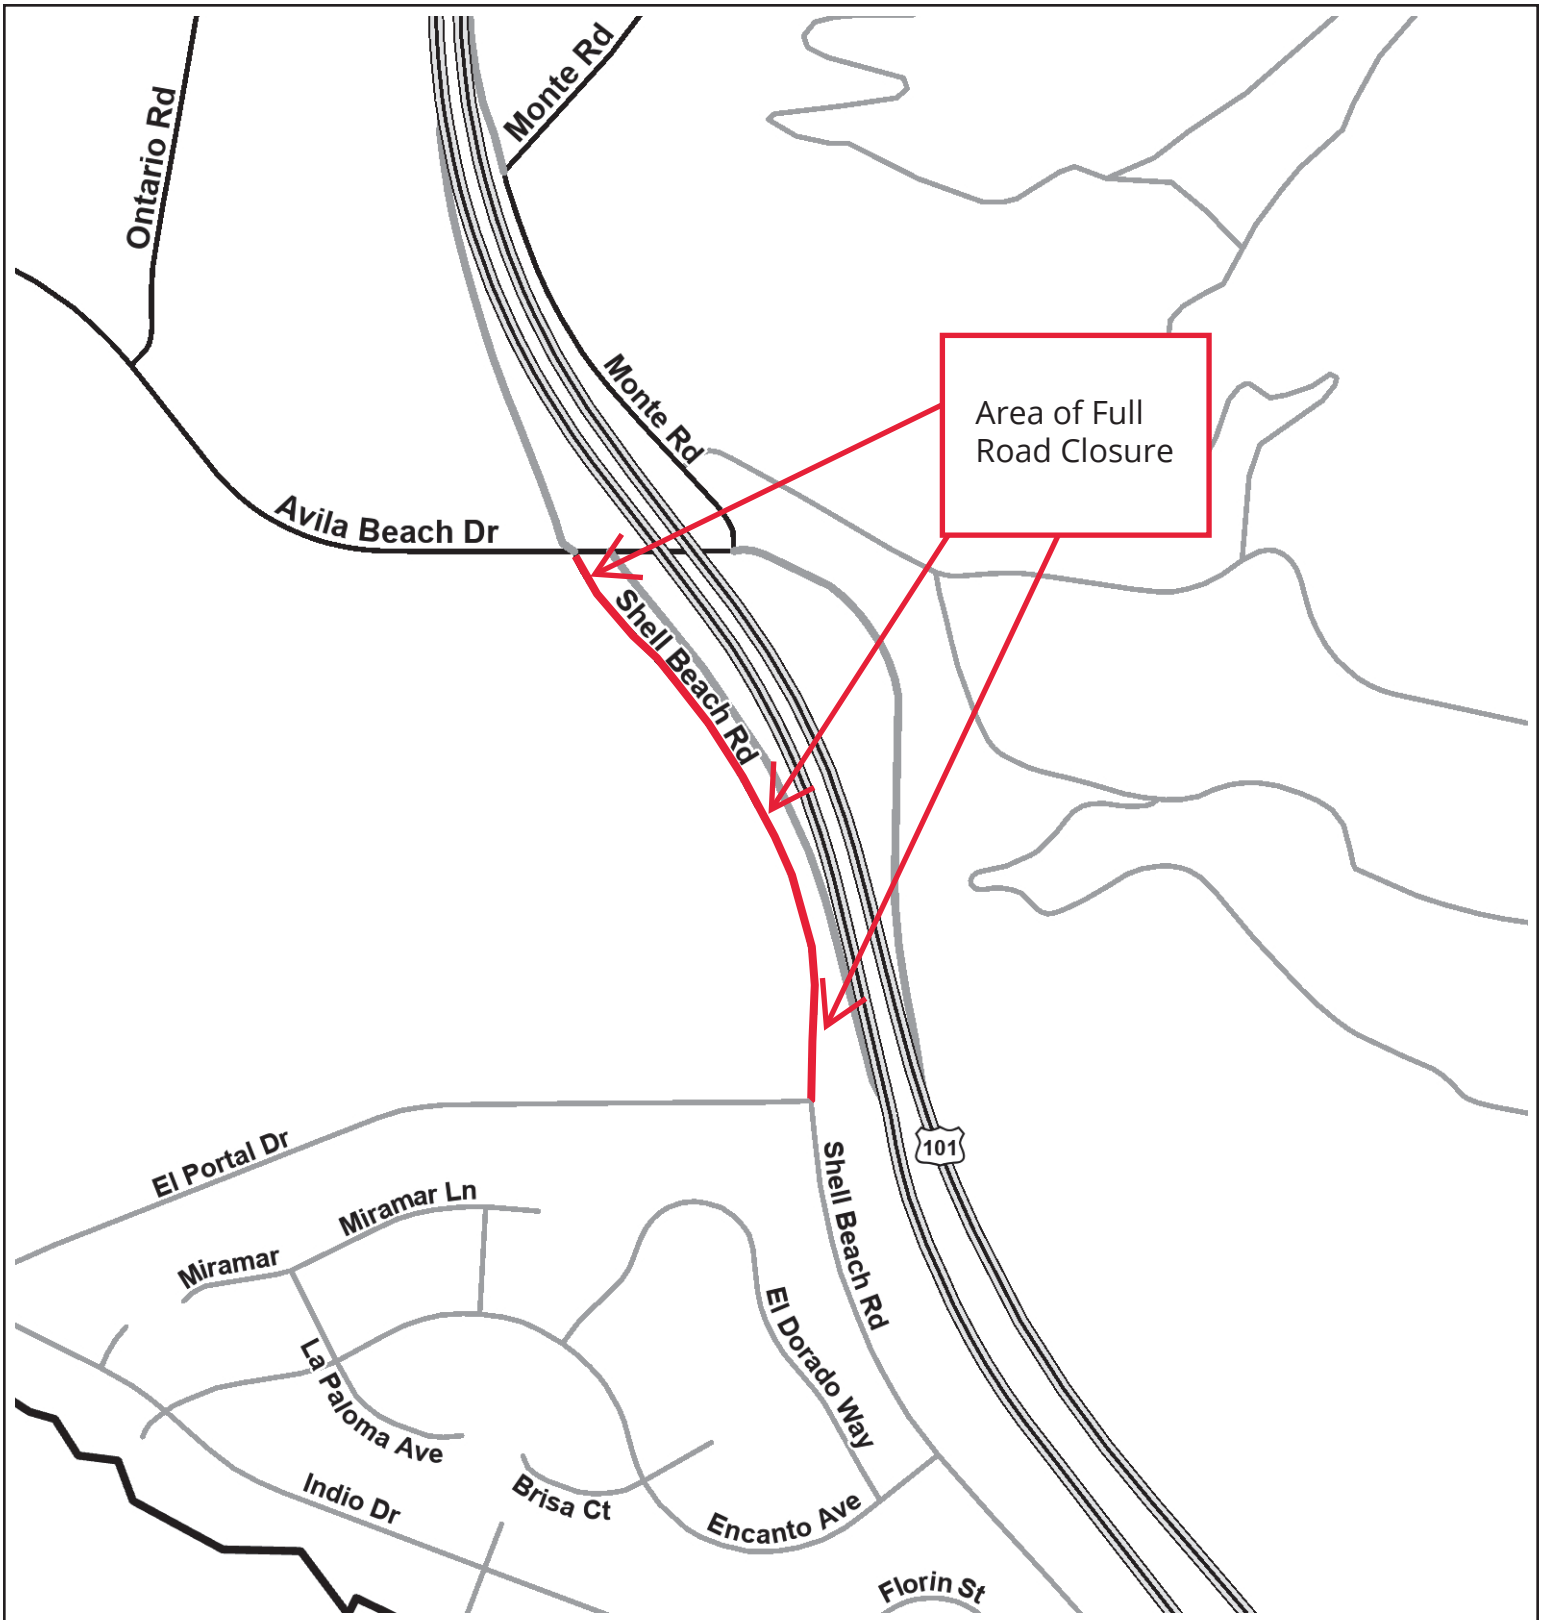 Monte Rd
Ontario Rd
Monte Rd
Area of Full
Road Closure
Avila Beach Dr
Shell Beach Rd
101
El Portal Dr
Shell Beach Rd
Miramar Ln
Miramar
El Dorado Way
La Paloma Ave
Indio Dr
Brisa Ct
Encanto Ave
Florin St